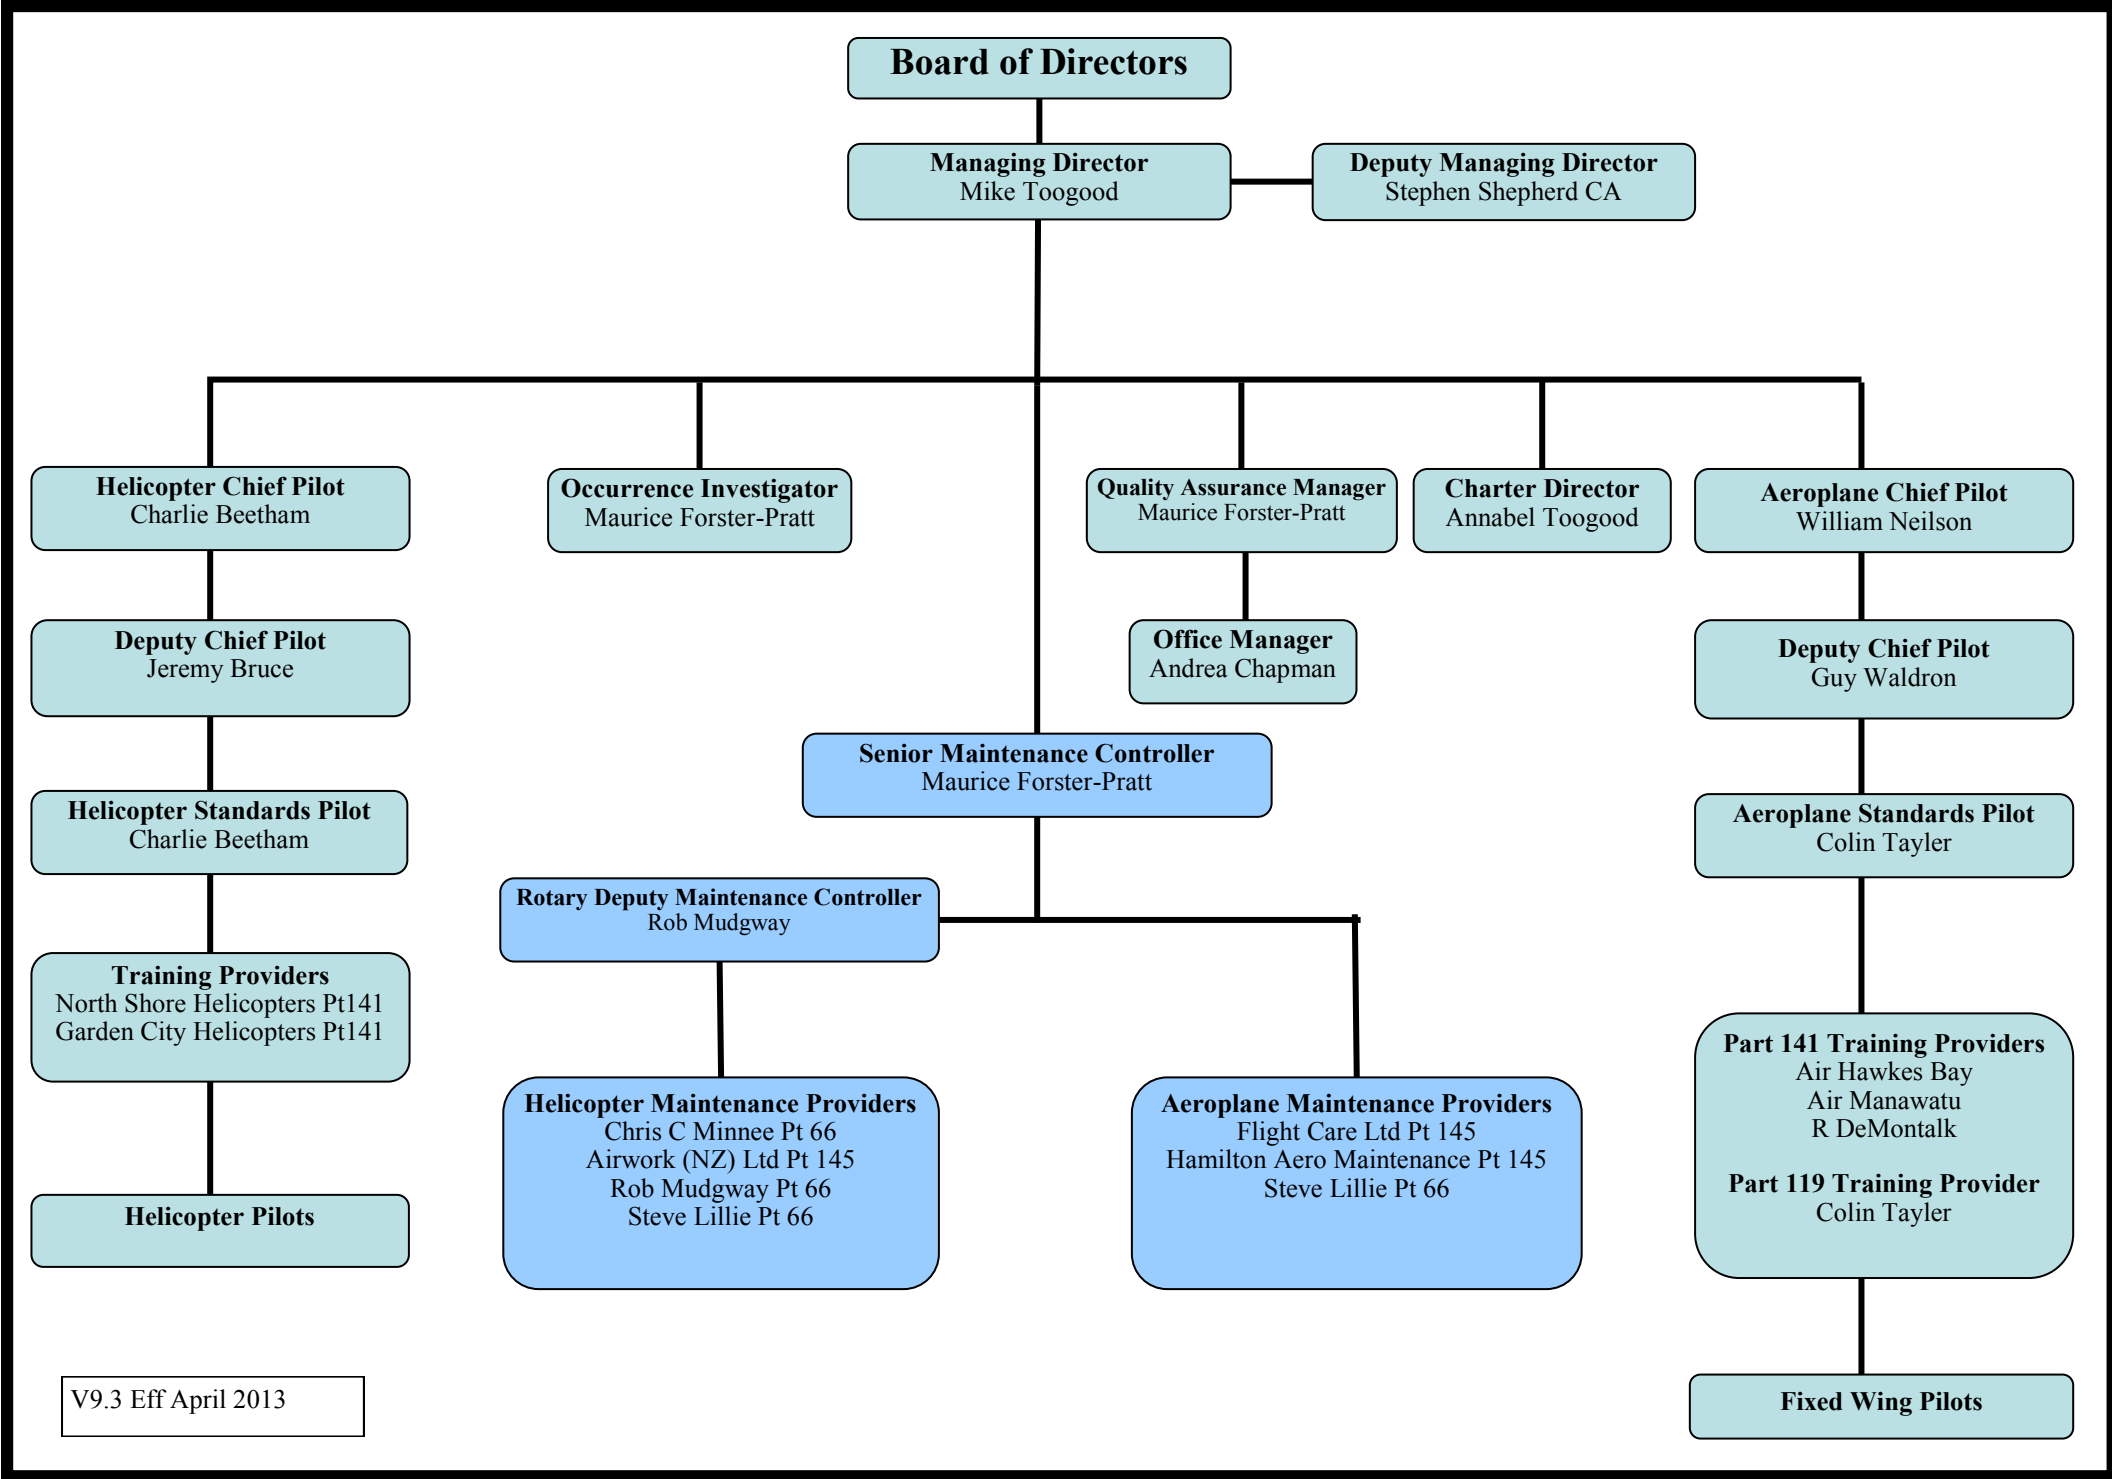 Board of Directors
Managing Director
Mike Toogood
Deputy Managing Director
Stephen Shepherd CA
Helicopter Chief Pilot
Charlie Beetham
Occurrence Investigator
Maurice Forster-Pratt
Quality Assurance Manager
Maurice Forster-Pratt
Charter Director
Annabel Toogood
Aeroplane Chief Pilot
William Neilson
Deputy Chief Pilot
Jeremy Bruce
Office Manager
Andrea Chapman
Deputy Chief Pilot
Guy Waldron
Senior Maintenance Controller
Maurice Forster-Pratt
Helicopter Standards Pilot
Charlie Beetham
Aeroplane Standards Pilot
Colin Tayler
Rotary Deputy Maintenance Controller
Rob Mudgway
Training Providers
North Shore Helicopters Pt141
Garden City Helicopters Pt141
Part 141 Training Providers
Air Hawkes Bay
Air Manawatu
R DeMontalk
Part 119 Training Provider
Colin Tayler
Helicopter Maintenance Providers
Chris C Minnee Pt 66
Airwork (NZ) Ltd Pt 145
Rob Mudgway Pt 66
Steve Lillie Pt 66
Aeroplane Maintenance Providers
Flight Care Ltd Pt 145
Hamilton Aero Maintenance Pt 145
Steve Lillie Pt 66
Helicopter Pilots
Fixed Wing Pilots
V9.3 Eff April 2013